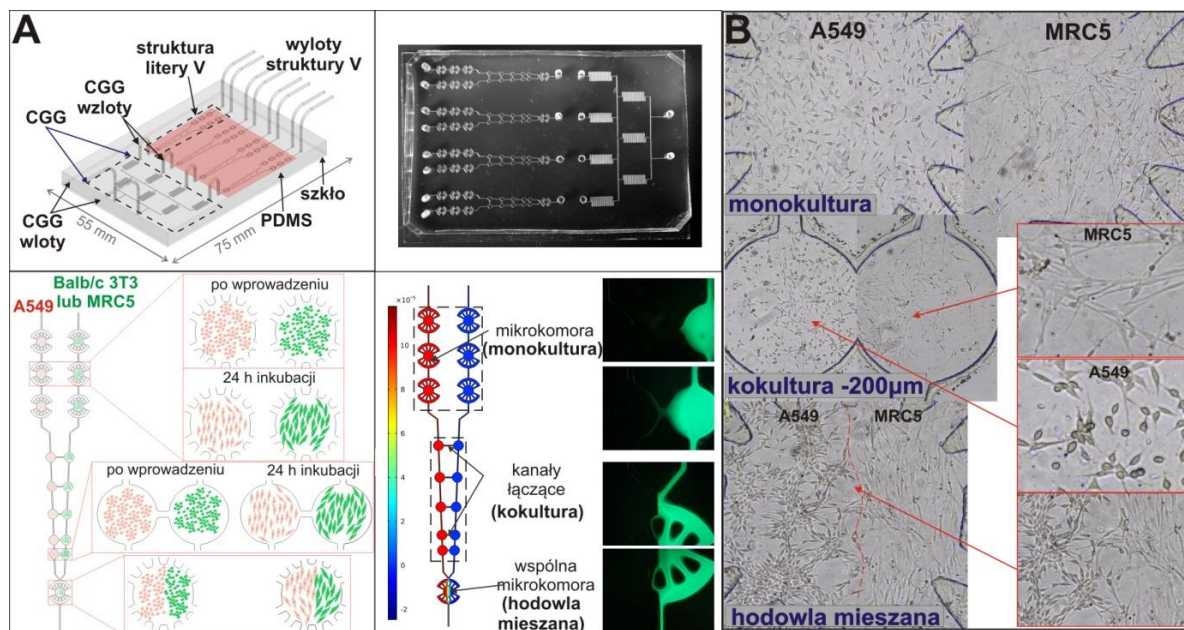 A
struktura
litery V
wyloty
struktury V
CGG
wzloty
CGG
CGG
wloty
szkło
PDMS
55 mm
75 mm
A549
Balb/c 3T3
lub MRC5
po wprowadzeniu
24 h inkubacji
po wprowadzeniu
24 h inkubacji
10⁻⁵
10
8
6
4
2
0
-2
mikrokomora
(monokultura)
kanały
łączące
(kokultura)
wspólna
mikrokomora
(hodowla
mieszana)
B
A549
MRC5
monokultura
MRC5
kokultura -200µm
A549
A549
MRC5
hodowla mieszana